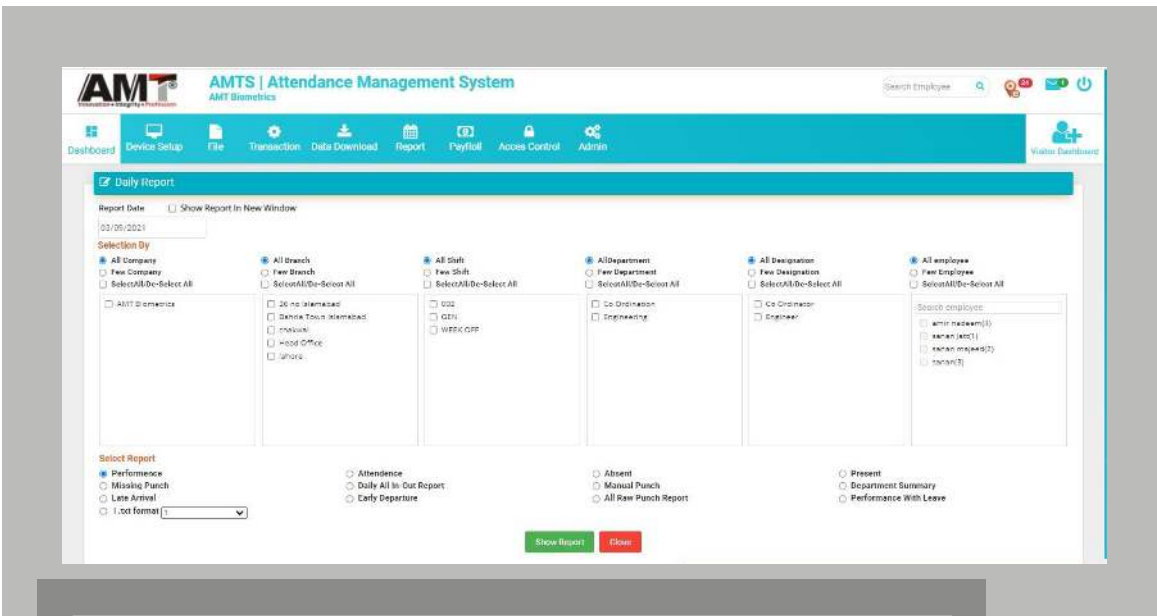 AMT
Innovation • Integrity • Profession
AMTS | Attendance Management System
AMT Biometrics
Search Employee
24
Dashboard
Device Setup
File
Transaction
Data Download
Report
PayRoll
Acces Control
Admin
Visitor Dashboard
Daily Report
Report Date
Show Report In New Window
03/09/2021
Selection By
All Company
Few Company
SelectAll/De-Select All
AMT Biometrics
All Branch
Few Branch
SelectAll/De-Select All
26 no Islamabad
Bahria Town Islamabad
chakwal
Head Office
lahore
All Shift
Few Shift
SelectAll/De-Select All
002
GEN
WEEK OFF
AllDepartment
Few Department
SelectAll/De-Select All
Co Ordination
Engineering
All Designation
Few Designation
SelectAll/De-Select All
Co Ordinator
Engineer
All employee
Few Employee
SelectAll/De-Select All
Search employee
amir nadeem(4)
sanan majeed(2)
Select Report
Performence
Attendence
Absent
Present
Missing Punch
Daily All In-Out Report
Manual Punch
Department Summary
Late Arrival
Early Departure
All Raw Punch Report
Performance With Leave
1.txt format
1
Show Report
Close